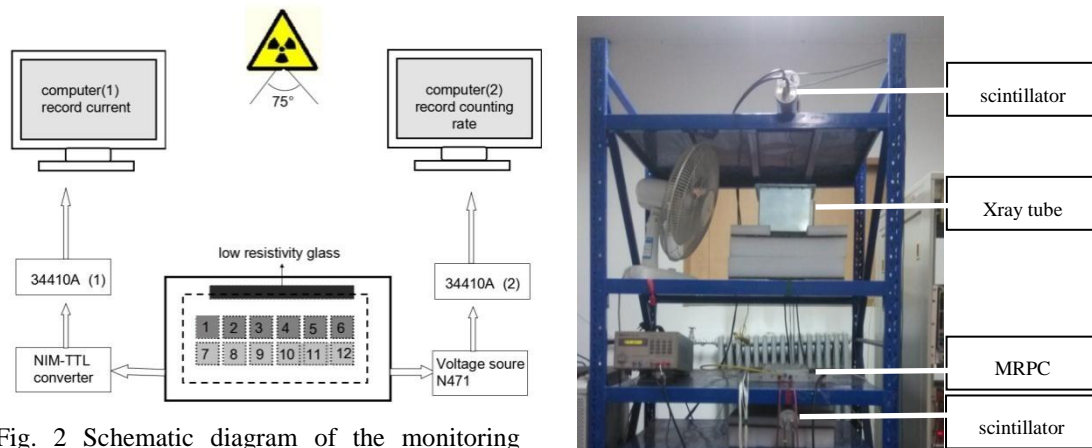 computer(1)
record current
75°
computer(2)
record counting
rate
low resistivity glass
34410A (1)
34410A (2)
1 2 3 4 5 6
7 8 9 10 11 12
NIM-TTL
converter
Voltage soure
N471
Fig. 2 Schematic diagram of the monitoring
scintillator
Xray tube
MRPC
scintillator